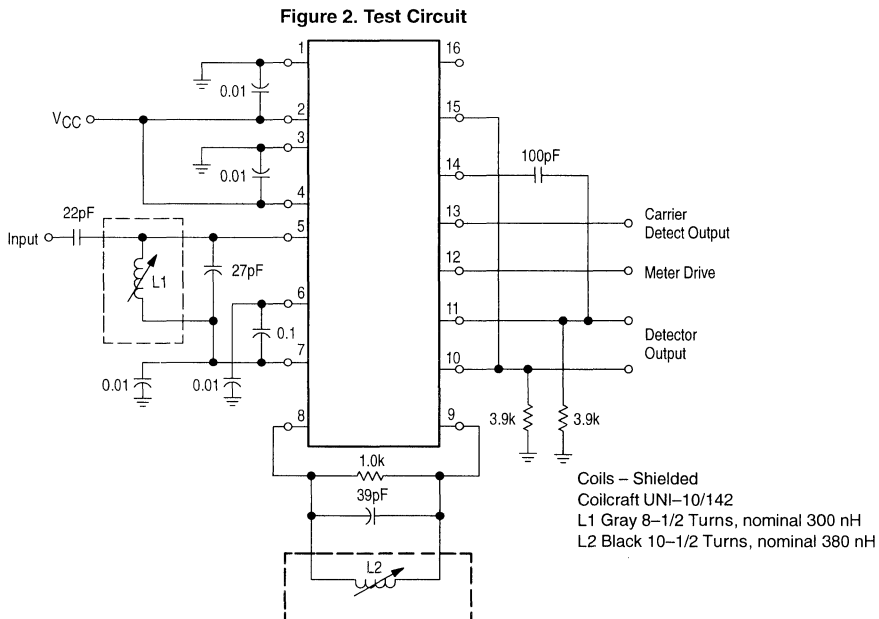 Figure 2. Test Circuit
1
16
0.01
VCC
2
15
3
100pF
0.01
14
4
22pF
13
Carrier
Detect Output
Input
5
12
Meter Drive
27pF
L1
6
11
0.1
Detector
Output
7
10
0.01
0.01
8
9
3.9k
3.9k
1.0k
39pF
L2
Coils – Shielded
Coilcraft UNI–10/142
L1 Gray 8–1/2 Turns, nominal 300 nH
L2 Black 10–1/2 Turns, nominal 380 nH